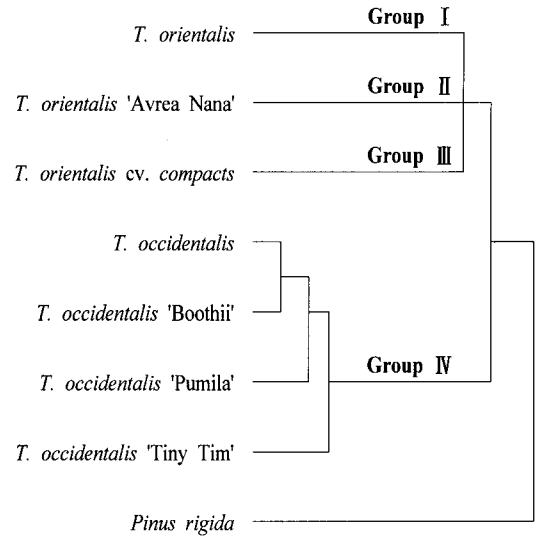 Group Ⅰ
T. orientalis
Group Ⅱ
T. orientalis 'Avrea Nana'
Group Ⅲ
T. orientalis cv. compacts
T. occidentalis
T. occidentalis 'Boothii'
Group Ⅳ
T. occidentalis 'Pumila'
T. occidentalis 'Tiny Tim'
Pinus rigida